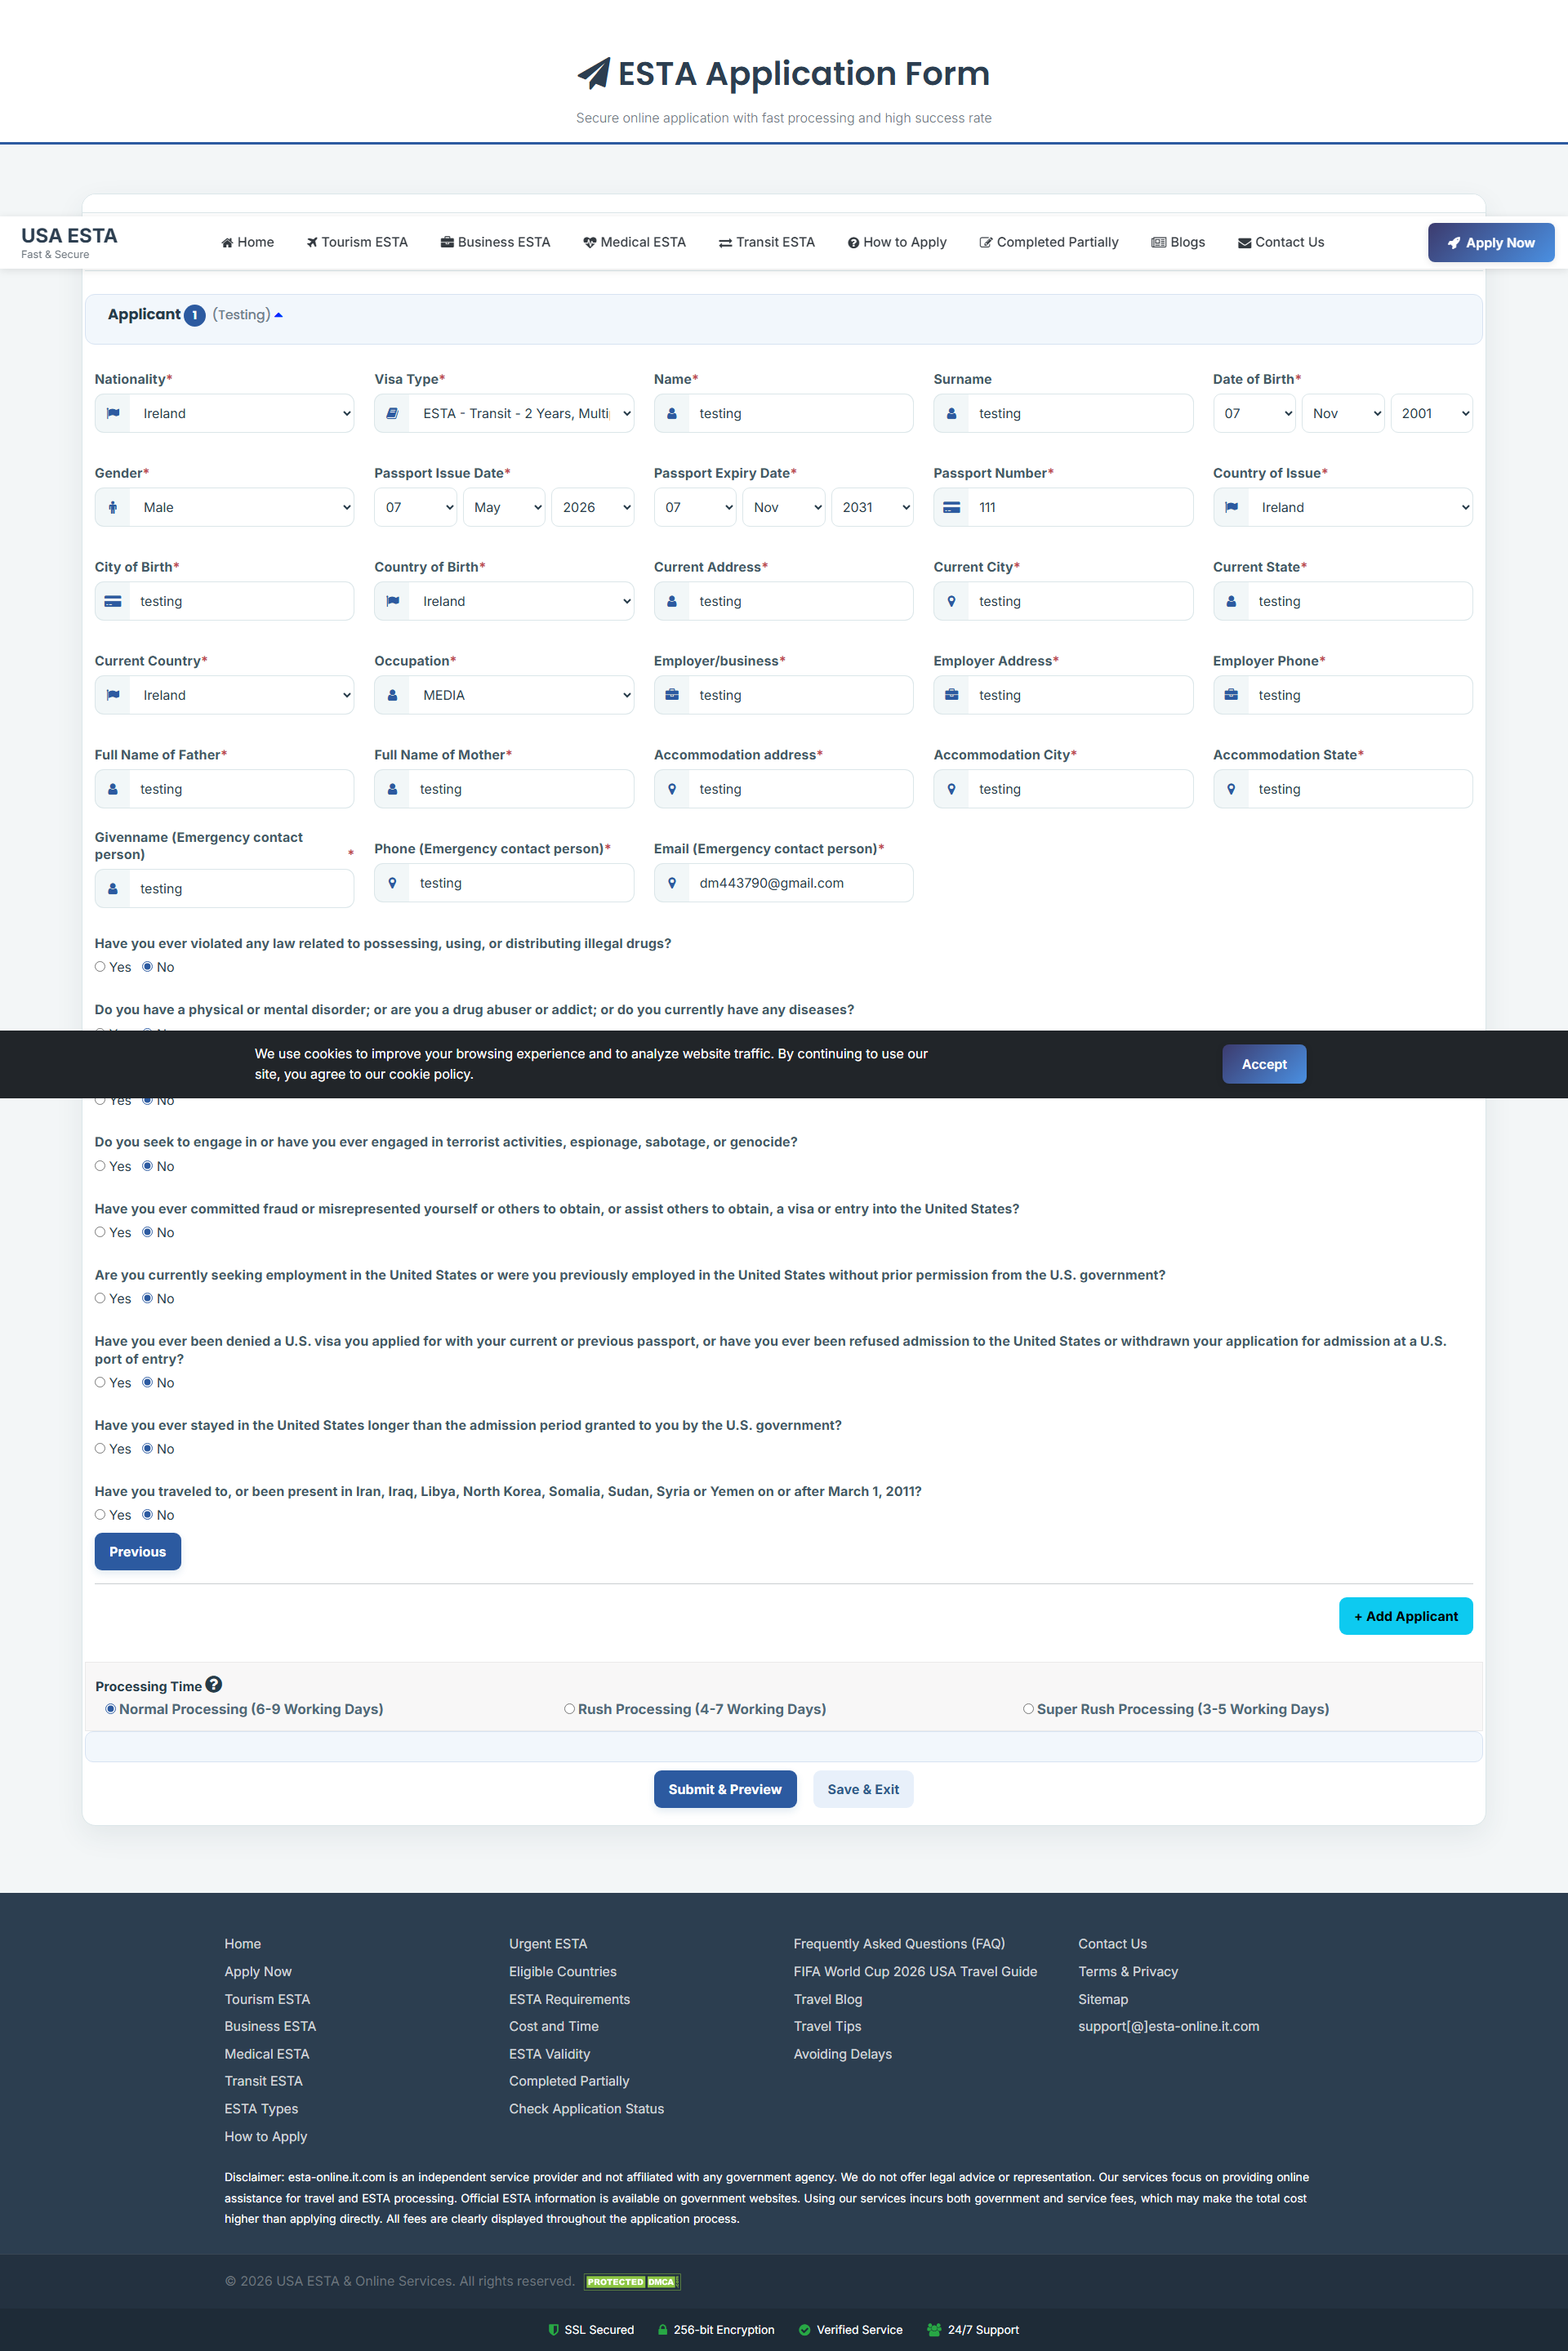 ESTA Application Form
Secure online application with fast processing and high success rate
USA ESTA
Fast & Secure
Home
Tourism ESTA
Business ESTA
Medical ESTA
Transit ESTA
How to Apply
Completed Partially
Blogs
Contact Us
Apply Now
Applicant 1 (Testing)
Nationality* Visa Type* Name* Surname Date of Birth*
Ireland ESTA - Transit - 2 Years, Multi testing testing 07 Nov 2001
Gender* Passport Issue Date* Passport Expiry Date* Passport Number* Country of Issue*
Male 07 May 2026 07 Nov 2031 111 Ireland
City of Birth* Country of Birth* Current Address* Current City* Current State*
testing Ireland testing testing testing
Current Country* Occupation* Employer/business* Employer Address* Employer Phone*
Ireland MEDIA testing testing testing
Full Name of Father* Full Name of Mother* Accommodation address* Accommodation City* Accommodation State*
testing testing testing testing testing
Givenname (Emergency contact
person) * Phone (Emergency contact person)* Email (Emergency contact person)*
testing testing dm443790@gmail.com
Have you ever violated any law related to possessing, using, or distributing illegal drugs?
Yes No
Do you have a physical or mental disorder; or are you a drug abuser or addict; or do you currently have any diseases?
We use cookies to improve your browsing experience and to analyze website traffic. By continuing to use our
site, you agree to our cookie policy.
Accept
Yes No
Do you seek to engage in or have you ever engaged in terrorist activities, espionage, sabotage, or genocide?
Yes No
Have you ever committed fraud or misrepresented yourself or others to obtain, or assist others to obtain, a visa or entry into the United States?
Yes No
Are you currently seeking employment in the United States or were you previously employed in the United States without prior permission from the U.S. government?
Yes No
Have you ever been denied a U.S. visa you applied for with your current or previous passport, or have you ever been refused admission to the United States or withdrawn your application for admission at a U.S.
port of entry?
Yes No
Have you ever stayed in the United States longer than the admission period granted to you by the U.S. government?
Yes No
Have you traveled to, or been present in Iran, Iraq, Libya, North Korea, Somalia, Sudan, Syria or Yemen on or after March 1, 2011?
Yes No
Previous
+ Add Applicant
Processing Time
Normal Processing (6-9 Working Days) Rush Processing (4-7 Working Days) Super Rush Processing (3-5 Working Days)
Submit & Preview Save & Exit
Home
Apply Now
Tourism ESTA
Business ESTA
Medical ESTA
Transit ESTA
ESTA Types
How to Apply
Urgent ESTA
Eligible Countries
ESTA Requirements
Cost and Time
ESTA Validity
Completed Partially
Check Application Status
Frequently Asked Questions (FAQ)
FIFA World Cup 2026 USA Travel Guide
Travel Blog
Travel Tips
Avoiding Delays
Contact Us
Terms & Privacy
Sitemap
support[@]esta-online.it.com
Disclaimer: esta-online.it.com is an independent service provider and not affiliated with any government agency. We do not offer legal advice or representation. Our services focus on providing online
assistance for travel and ESTA processing. Official ESTA information is available on government websites. Using our services incurs both government and service fees, which may make the total cost
higher than applying directly. All fees are clearly displayed throughout the application process.
© 2026 USA ESTA & Online Services. All rights reserved. PROTECTED DMCA
SSL Secured 256-bit Encryption Verified Service 24/7 Support